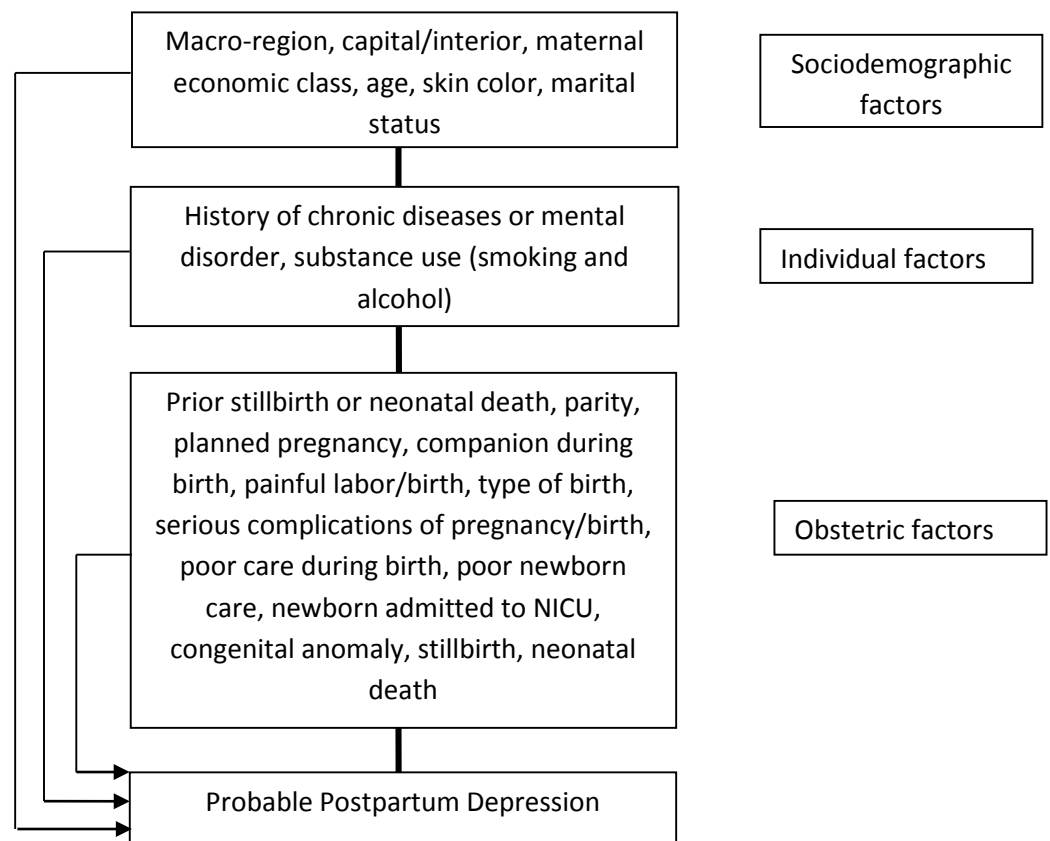 Macro-region, capital/interior, maternal
economic class, age, skin color, marital
status
Sociodemographic
factors
History of chronic diseases or mental
disorder, substance use (smoking and
alcohol)
Individual factors
Prior stillbirth or neonatal death, parity,
planned pregnancy, companion during
birth, painful labor/birth, type of birth,
serious complications of pregnancy/birth,
poor care during birth, poor newborn
care, newborn admitted to NICU,
congenital anomaly, stillbirth, neonatal
death
Obstetric factors
Probable Postpartum Depression